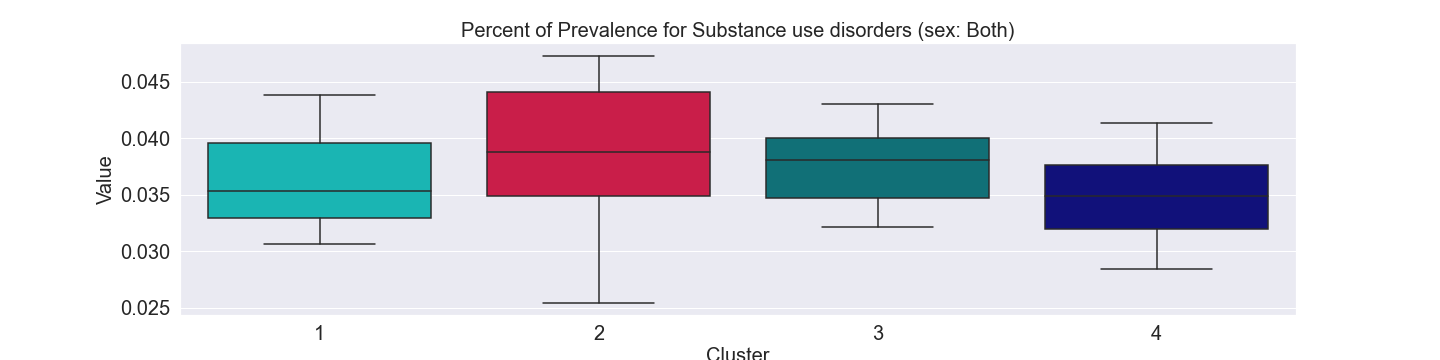 Percent of Prevalence for Substance use disorders (sex: Both)
Value
0.045
0.040
0.035
0.030
0.025
1 2 3 4
Cluster